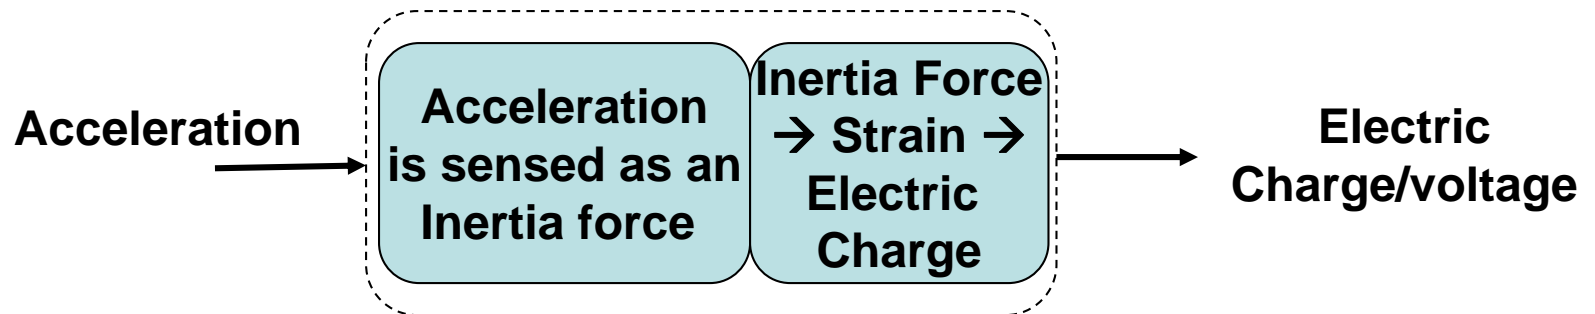 Acceleration
Acceleration
is sensed as an
Inertia force
Inertia Force
→ Strain →
Electric
Charge
Electric
Charge/voltage